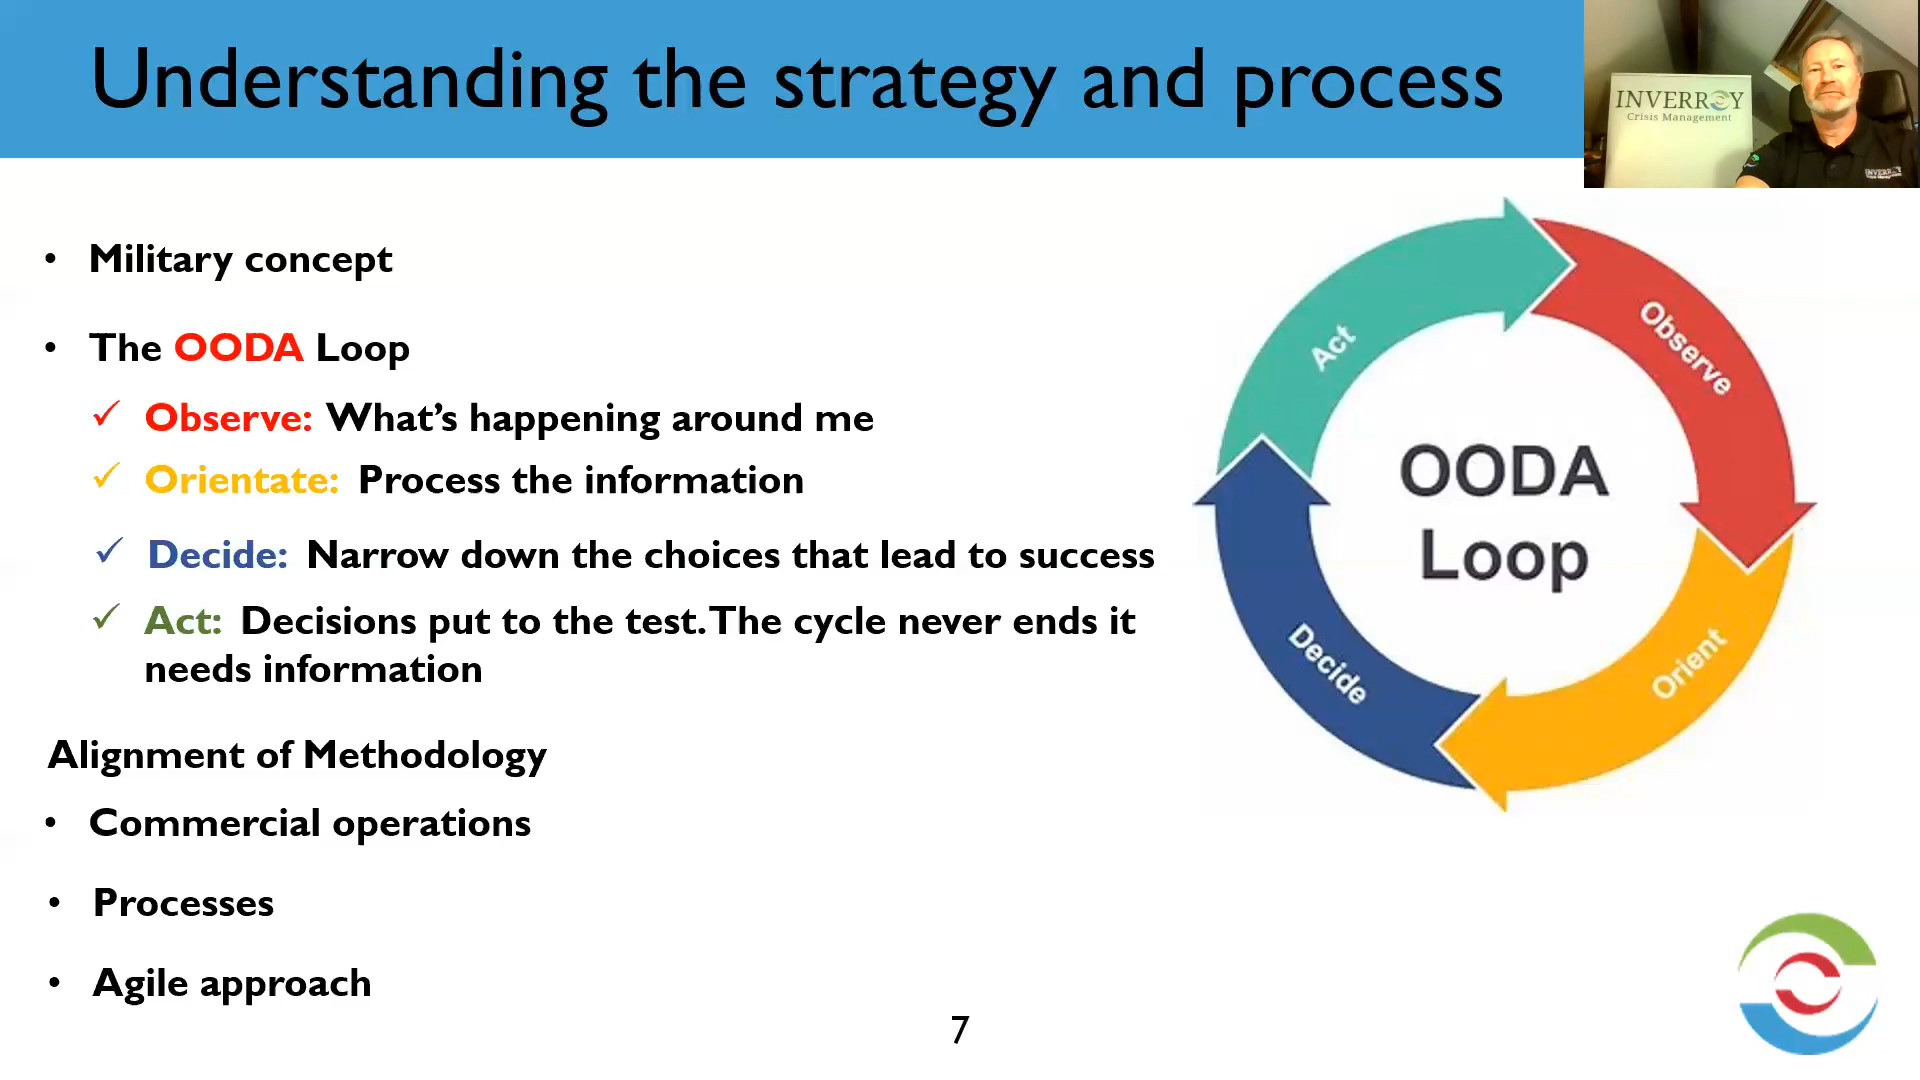 Understanding the strategy and process
INVERROY
Crisis Management
INVERROY
• Military concept
• The OODA Loop
✓ Observe: What’s happening around me
✓ Orientate: Process the information
✓ Decide: Narrow down the choices that lead to success
✓ Act: Decisions put to the test. The cycle never ends it
needs information
Alignment of Methodology
• Commercial operations
• Processes
• Agile approach
Act
Observe
OODA
Loop
Decide
Orient
7